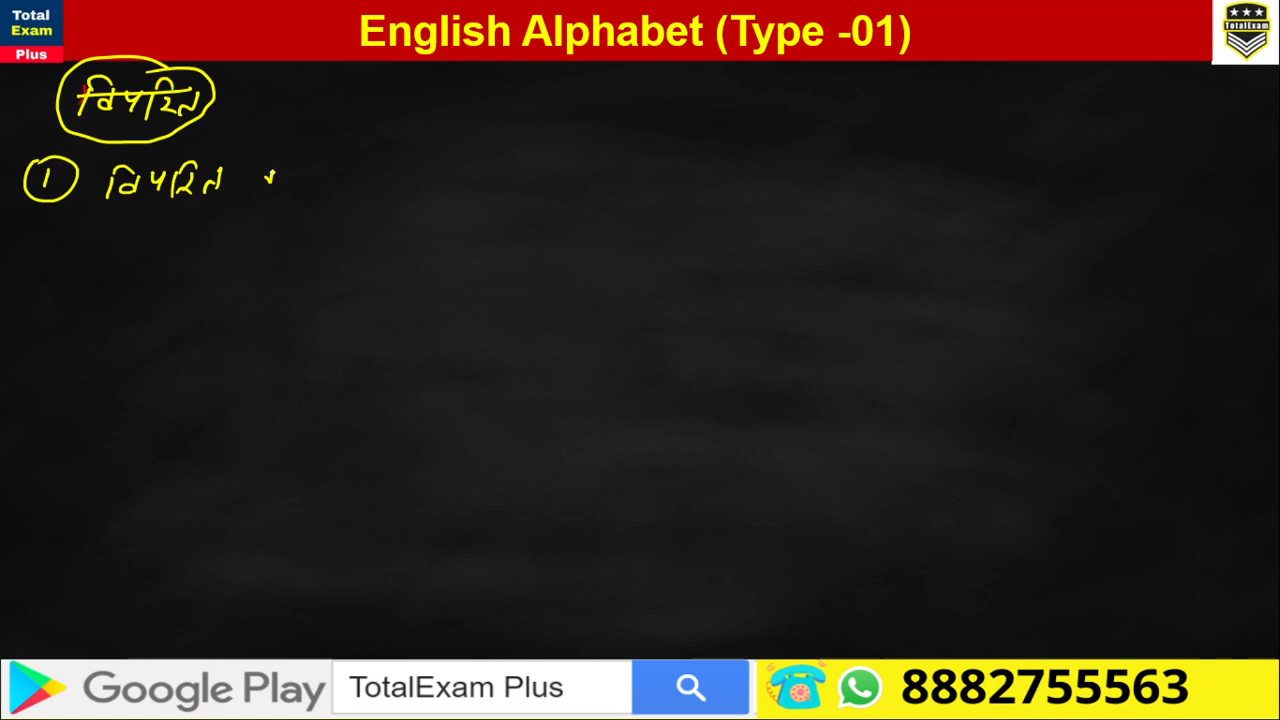 Total
Exam
Plus
English Alphabet (Type -01)
TotalExam
विपरित
① विपरित
Google Play
TotalExam Plus
8882755563